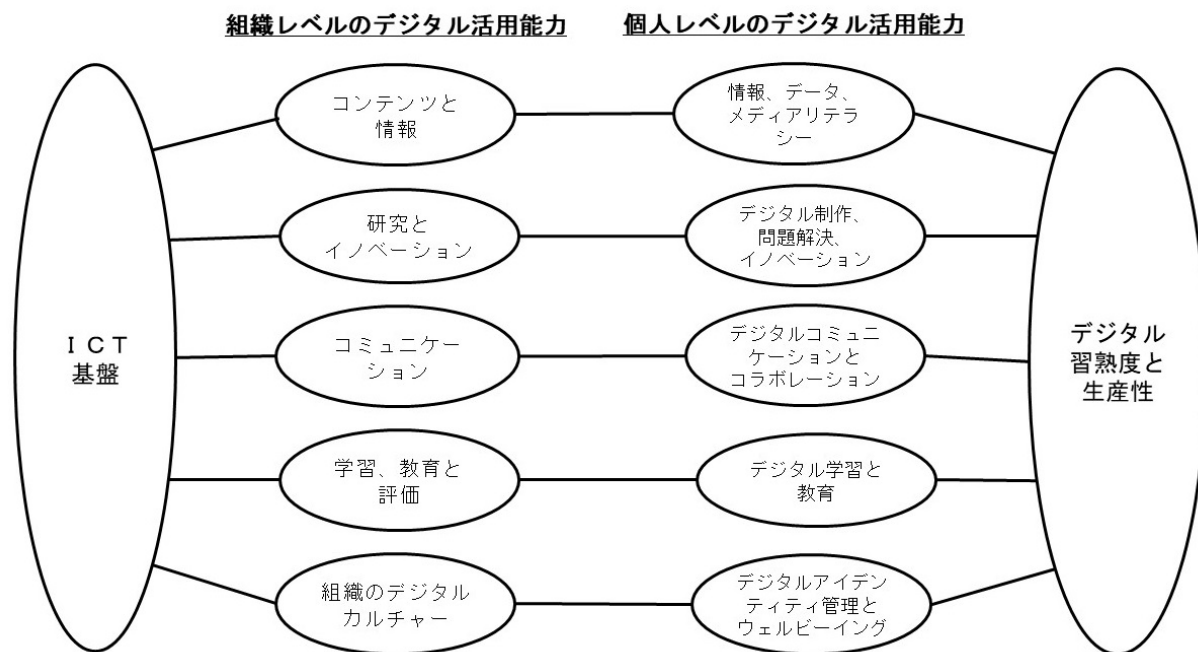 組織レベルのデジタル活用能力
個人レベルのデジタル活用能力
ＩＣＴ
基盤
コンテンツと
情報
情報、データ、
メディアリテラ
シー
研究と
イノベーション
デジタル制作、
問題解決、
イノベーション
コミュニケー
ション
デジタルコミュニ
ケーションと
コラボレーション
学習、教育と
評価
デジタル学習と
教育
組織のデジタル
カルチャー
デジタルアイデン
ティティ管理と
ウェルビーイング
デジタル
習熟度と
生産性